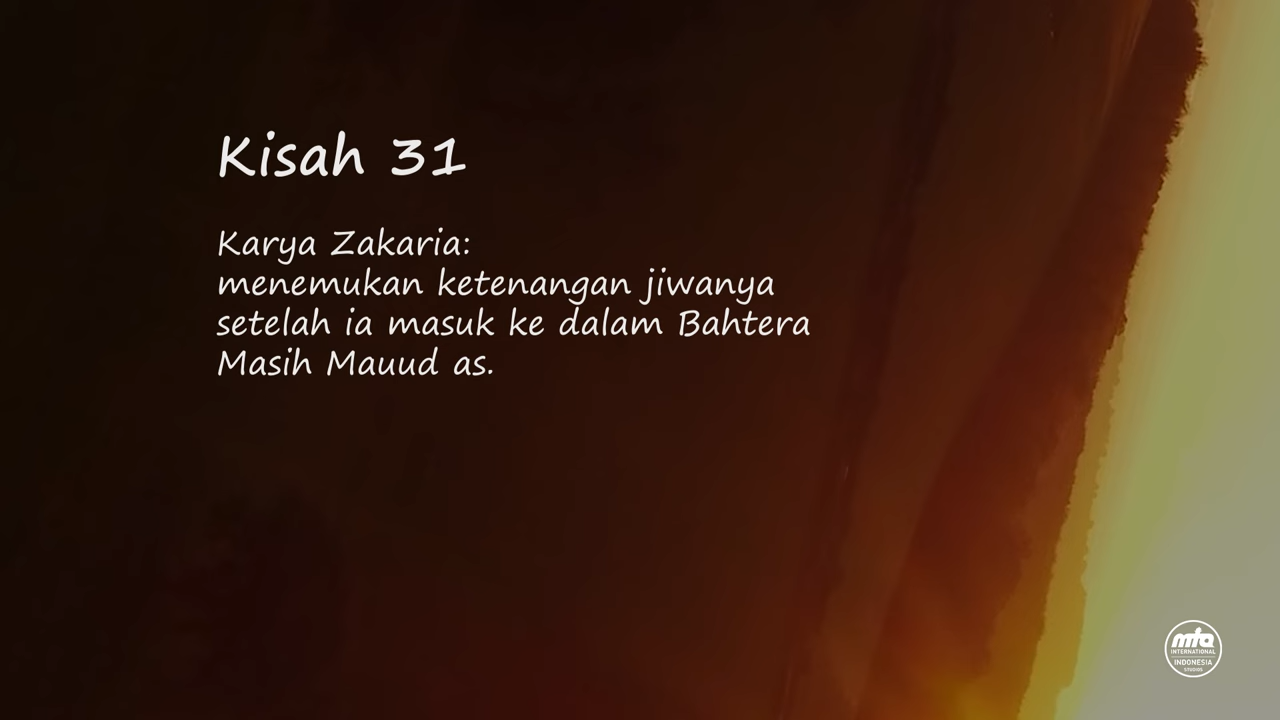 Kisah 31
Karya Zakaria:
menemukan ketenangan jiwanya
setelah ia masuk ke dalam Bahtera
Masih Mauud as.
mta
INTERNATIONAL
INDONESIA
STUDIOS